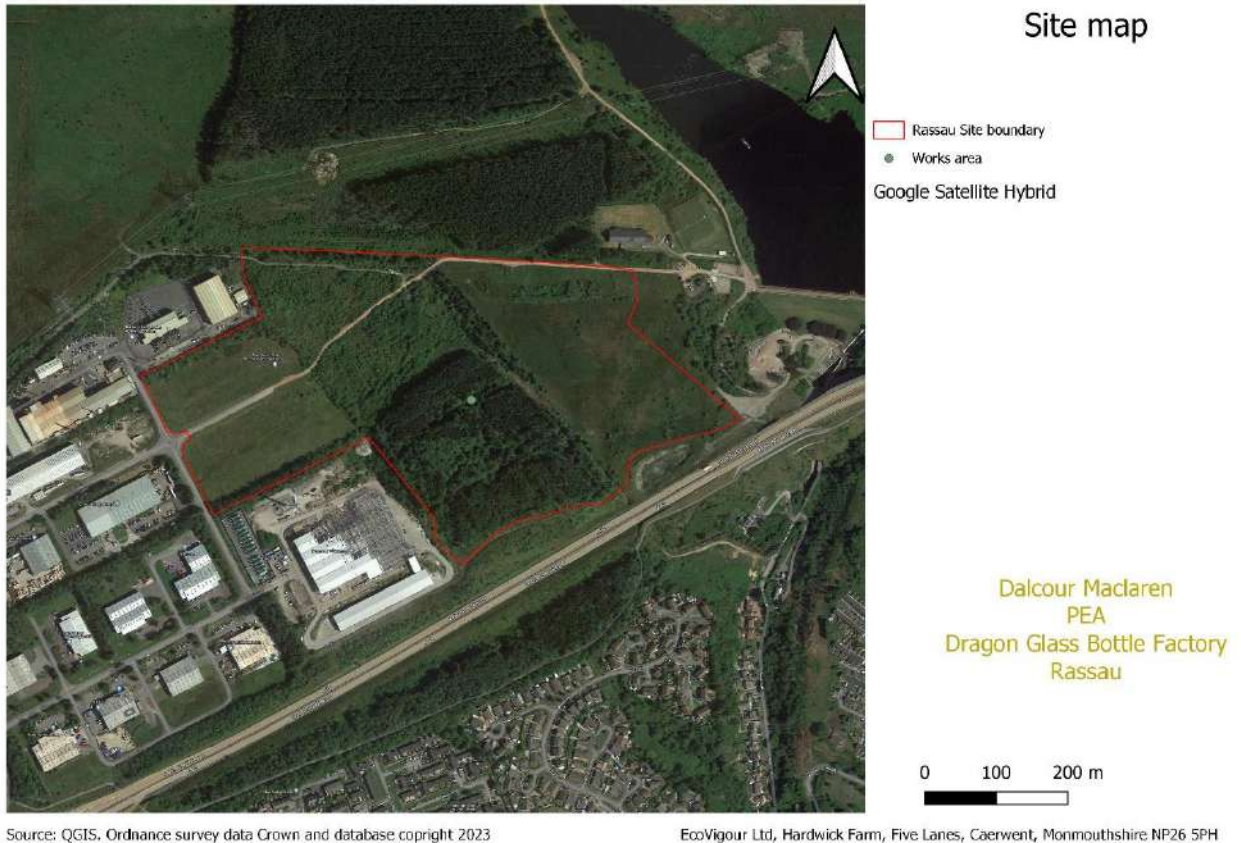 Site map
Rassau Site boundary
Works area
Google Satellite Hybrid
Dalcour Maclaren
PEA
Dragon Glass Bottle Factory
Rassau
0 100 200 m
Source: QGIS. Ordnance survey data Crown and database copright 2023
EcoVigour Ltd, Hardwick Farm, Five Lanes, Caerwent, Monmouthshire NP26 5PH